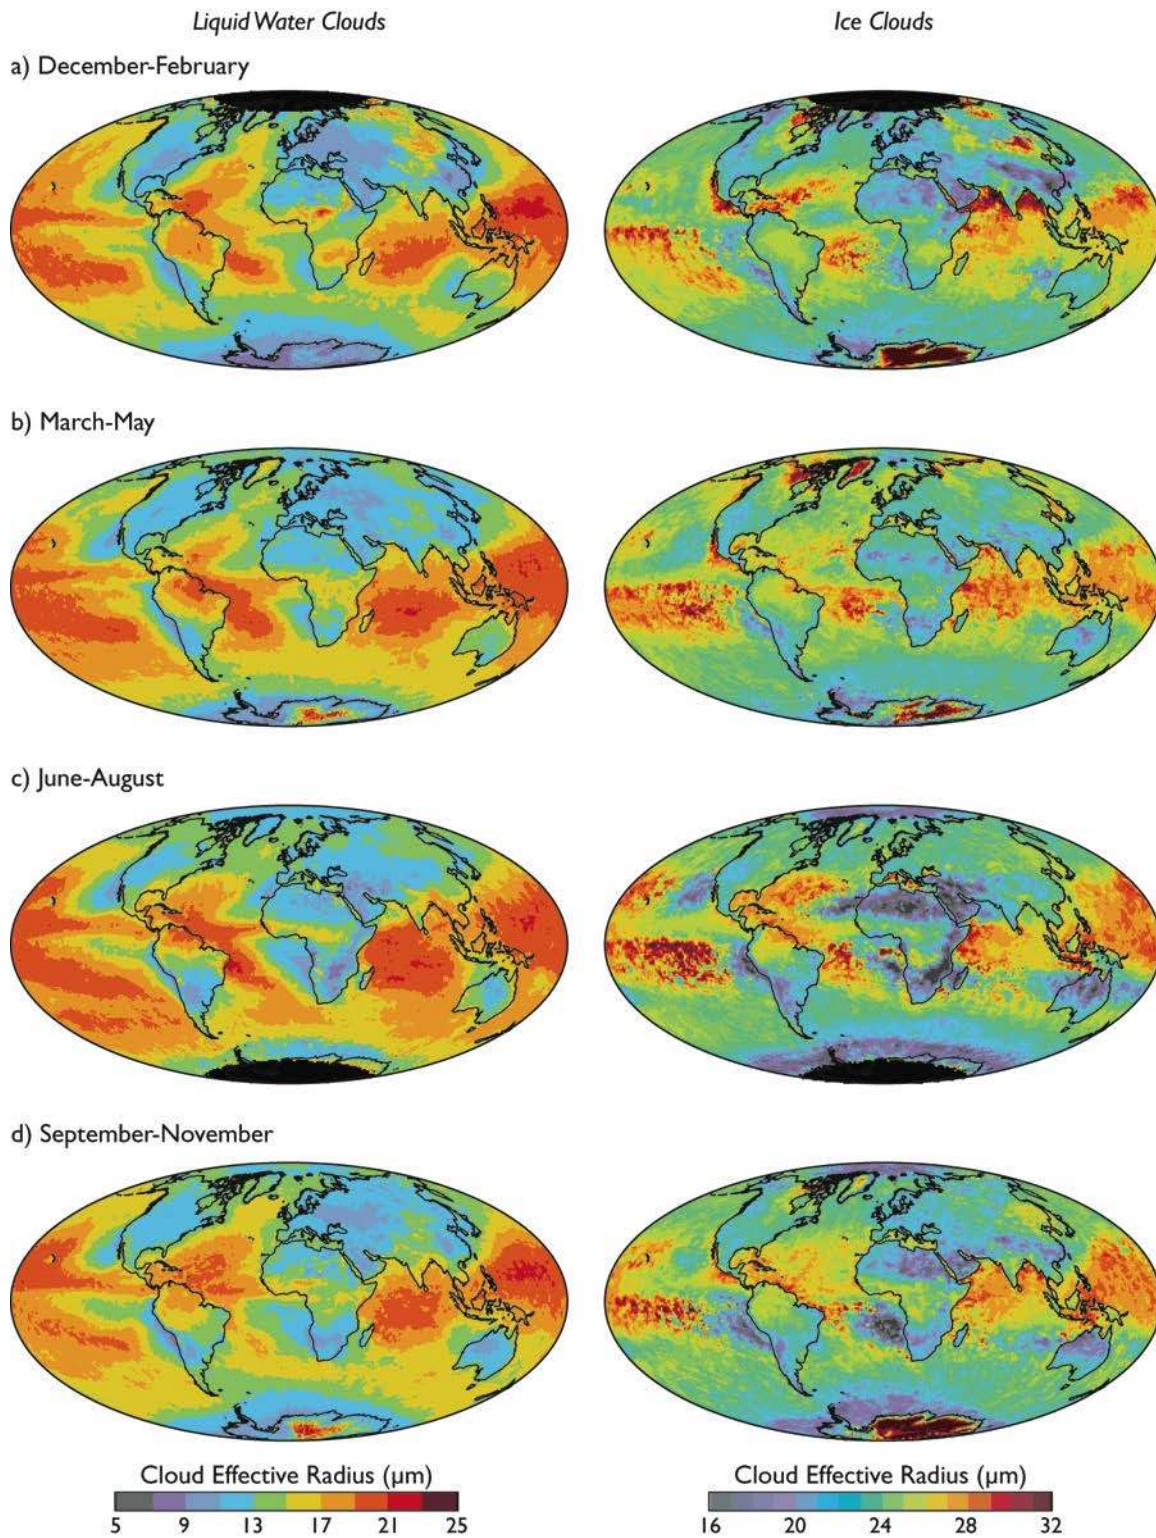 Liquid Water Clouds
Ice Clouds
a) December-February
b) March-May
c) June-August
d) September-November
Cloud Effective Radius (μm)
5 9 13 17 21 25
Cloud Effective Radius (μm)
16 20 24 28 32